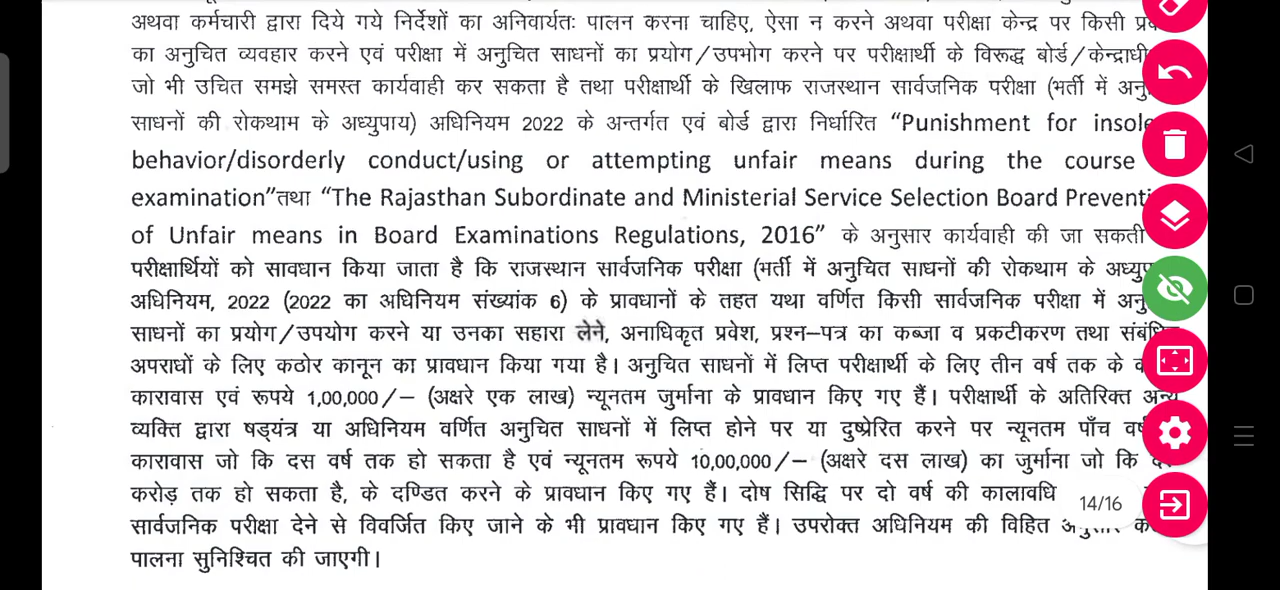 अथवा कर्मचारी द्वारा दिये गये निर्देशों का अनिवार्यतः पालन करना चाहिए, ऐसा न करने अथवा परीक्षा केन्द्र पर किसी
का अनुचित व्यवहार करने एवं परीक्षा में अनुचित साधनों का प्रयोग/उपभोग करने पर परीक्षार्थी के विरूद्ध बोर्ड/
जो भी उचित समझे समस्त कार्यवाही कर सकता है तथा परीक्षार्थी के खिलाफ राजस्थान सार्वजनिक परीक्षा (भर्ती में
साधनों की रोकथाम के अध्युपाय) अधिनियम 2022 के अन्तर्गत एवं बोर्ड द्वारा निर्धारित "Punishment for
behavior/disorderly conduct/using or attempting unfair means during the course
examination"तथा "The Rajasthan Subordinate and Ministerial Service Selection Board
of Unfair means in Board Examinations Regulations, 2016" के अनुसार कार्यवाही की जा सकती
परीक्षार्थियों को सावधान किया जाता है कि राजस्थान सार्वजनिक परीक्षा (भर्ती में अनुचित साधनों की रोकथाम के
अधिनियम, 2022 (2022 का अधिनियम संख्यांक 6) के प्रावधानों के तहत यथा वर्णित किसी सार्वजनिक परीक्षा में
साधनों का प्रयोग/उपयोग करने या उनका सहारा लेने, अनाधिकृत प्रवेश, प्रश्न–पत्र का कब्जा व प्रकटीकरण तथा
अपराधों के लिए कठोर कानून का प्रावधान किया गया है। अनुचित साधनों में लिप्त परीक्षार्थी के लिए तीन वर्ष तक के
कारावास एवं रूपये 1,00,000/– (अक्षरे एक लाख) न्यूनतम जुर्माना के प्रावधान किए गए हैं। परीक्षार्थी के अतिरिक्त अन्य
व्यक्ति द्वारा षड्यंत्र या अधिनियम वर्णित अनुचित साधनों में लिप्त होने पर या दुष्प्रेरित करने पर न्यूनतम पाँच
कारावास जो कि दस वर्ष तक हो सकता है एवं न्यूनतम रूपये 10,00,000/– (अक्षरे दस लाख) का जुर्माना जो कि
करोड़ तक हो सकता है, के दण्डित करने के प्रावधान किए गए हैं। दोष सिद्धि पर दो वर्ष की कालावधि
14/16
सार्वजनिक परीक्षा देने से विवर्जित किए जाने के भी प्रावधान किए गए हैं। उपरोक्त अधिनियम की विहित
पालना सुनिश्चित की जाएगी।